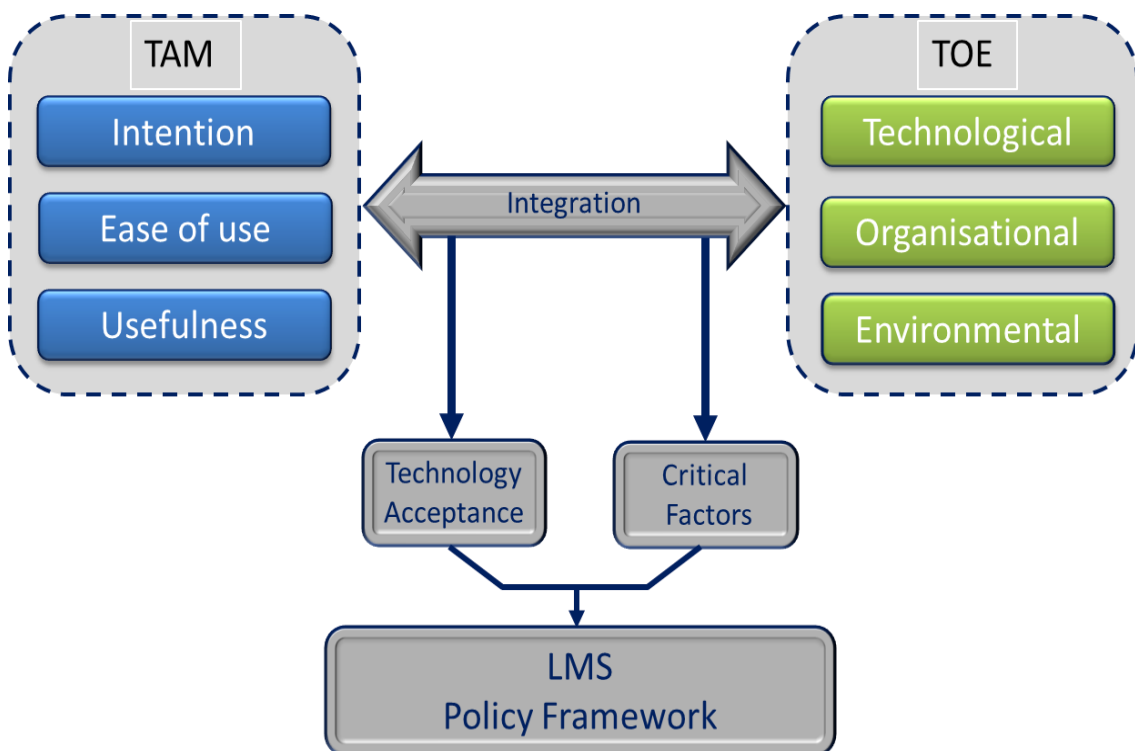 TAM
Intention
Ease of use
Usefulness
Integration
TOE
Technological
Organisational
Environmental
Technology
Acceptance
Critical
Factors
LMS
Policy Framework